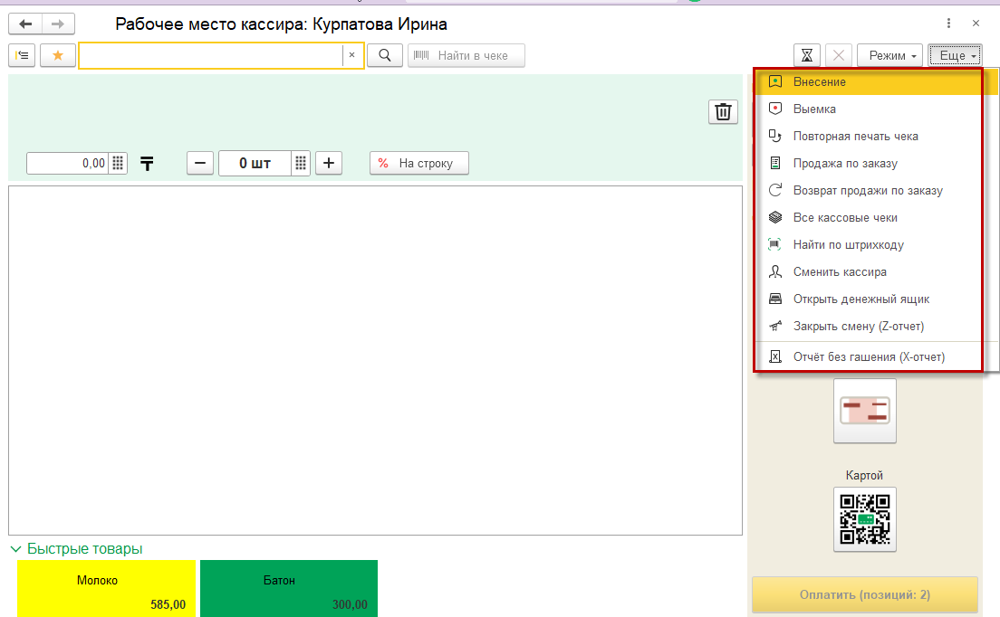 Рабочее место кассира: Курпатова Ирина
Найти в чеке
Режим
Еще
Внесение
Выемка
Повторная печать чека
Продажа по заказу
Возврат продажи по заказу
Все кассовые чеки
Найти по штрихкоду
Сменить кассира
Открыть денежный ящик
Закрыть смену (Z-отчет)
Отчёт без гашения (X-отчет)
0,00 ₸
− 0 шт +
% На строку
Картой
Быстрые товары
Молоко
585,00
Батон
300,00
Оплатить (позиций: 2)